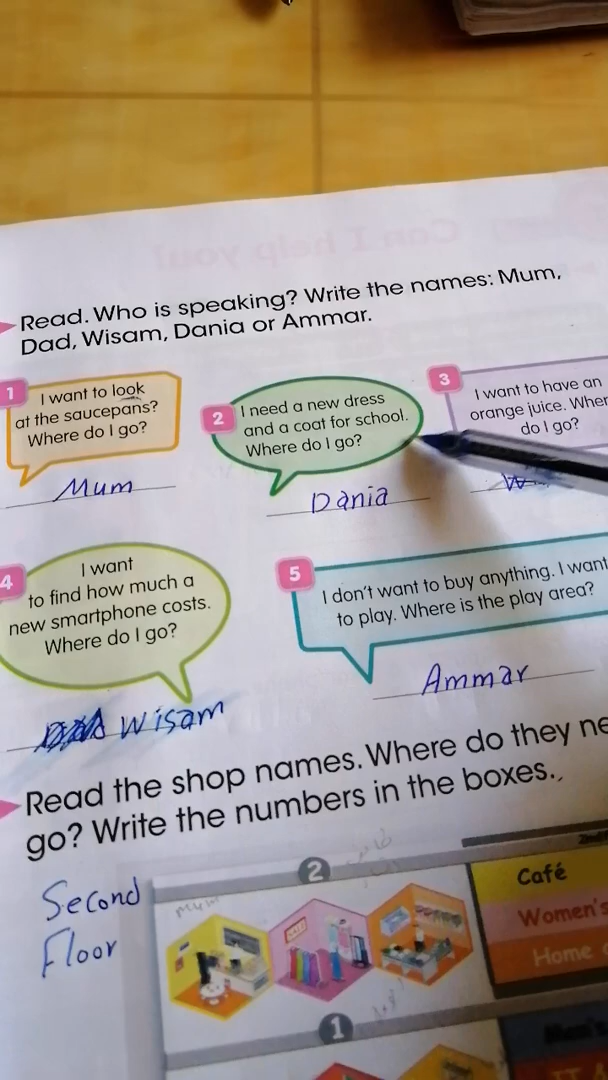 Can I help you?
Read. Who is speaking? Write the names: Mum,
Dad, Wisam, Dania or Ammar.
1
I want to look
at the saucepans?
Where do I go?
Mum
2
I need a new dress
and a coat for school.
Where do I go?
Dania
3
I want to have an
orange juice. Wher
do I go?
4
I want
to find how much a
new smartphone costs.
Where do I go?
Wisam
5
I don't want to buy anything. I want
to play. Where is the play area?
Ammar
Read the shop names. Where do they ne
go? Write the numbers in the boxes.
Second
Floor
2
Mum
Café
Women's
Home
1
Men's